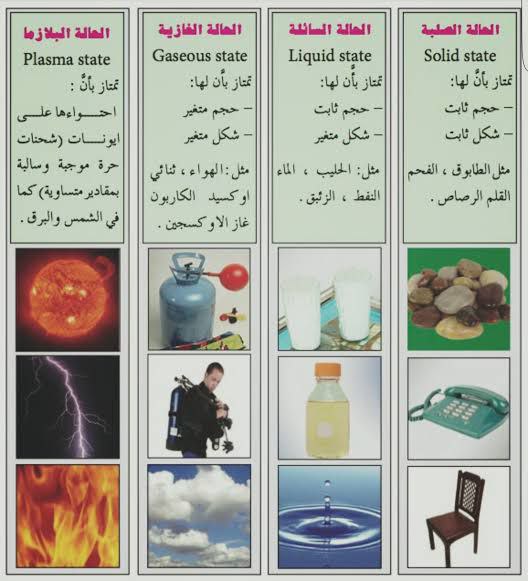 الحالة الصلبة
Solid state
تمتاز بأنَّ لها:
– حجم ثابت
– شكل ثابت
مثل الطابوق ، الفحم
القلم الرصاص .
الحالة السائلة
Liquid state
تمتاز بأن لها:
– حجم ثابت
– شكل متغير
مثل: الحليب ، الماء
النفط ، الزئبق .
الحالة الغازية
Gaseous state
تمتاز بأن لها:
– حجم متغير
– شكل متغير
مثل: الهواء ، ثنائي
اوكسيد الكاربون
غاز الاوكسجين .
الحالة البلازما
Plasma state
تمتاز بأنَّ :
احتـــواءها علـــى
ايونـــات (شحنات
حرة موجبة وسالبة
بمقادير متساوية) كما
في الشمس والبرق .